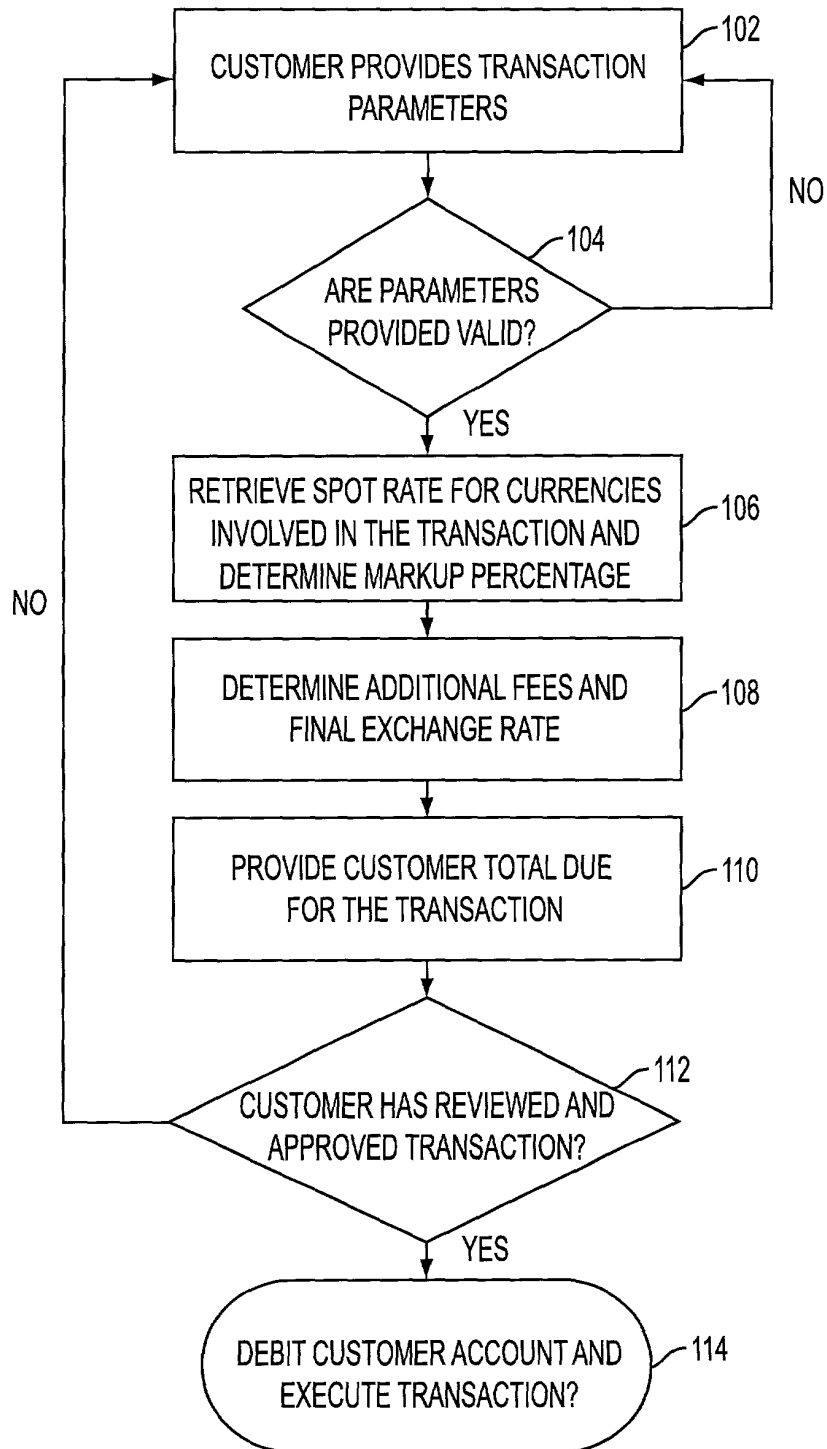 102
CUSTOMER PROVIDES TRANSACTION
PARAMETERS
NO
104
ARE PARAMETERS
PROVIDED VALID?
YES
RETRIEVE SPOT RATE FOR CURRENCIES
INVOLVED IN THE TRANSACTION AND
DETERMINE MARKUP PERCENTAGE
106
NO
DETERMINE ADDITIONAL FEES AND
FINAL EXCHANGE RATE
108
PROVIDE CUSTOMER TOTAL DUE
FOR THE TRANSACTION
110
112
CUSTOMER HAS REVIEWED AND
APPROVED TRANSACTION?
YES
DEBIT CUSTOMER ACCOUNT AND
EXECUTE TRANSACTION?
114